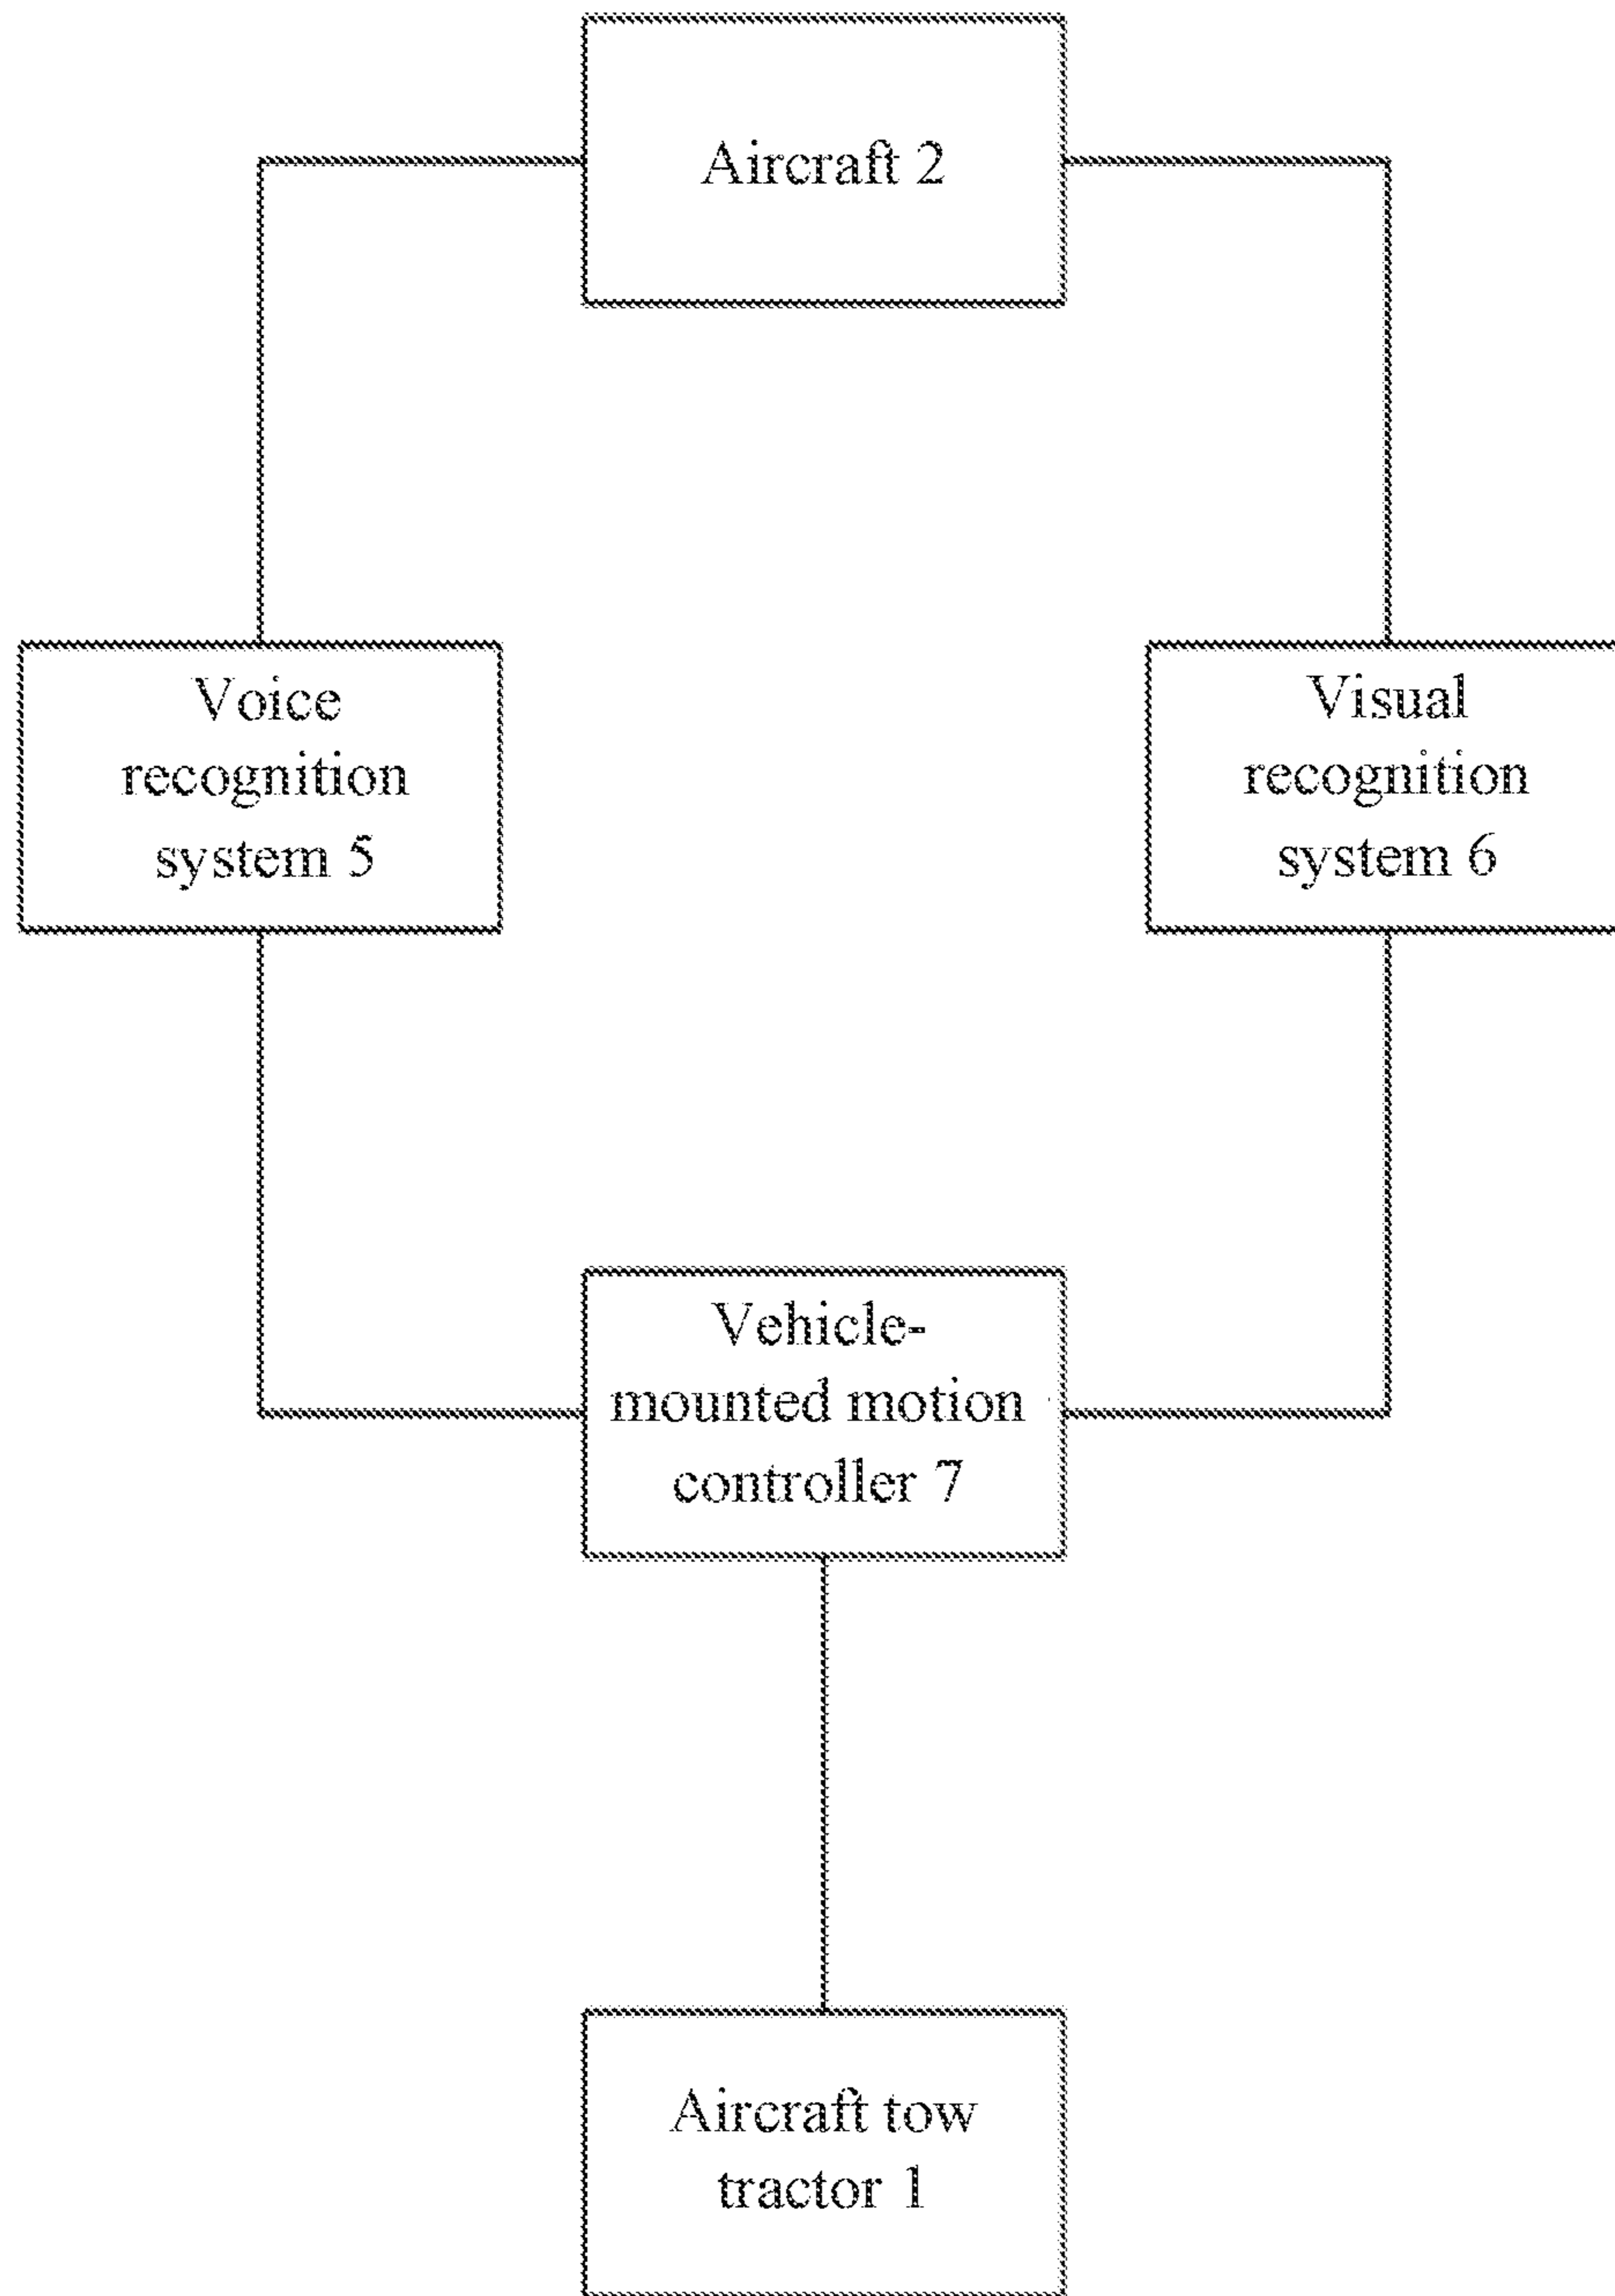 Aircraft 2
Voice
recognition
system 5
Visual
recognition
system 6
Vehicle-
mounted motion
controller 7
Aircraft tow
tractor 1